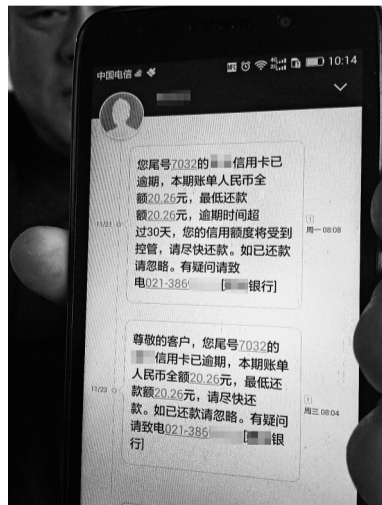 中国电信
10:14
您尾号7032的 信用卡已
逾期，本期账单人民币全
额20.26元，最低还款
额20.26元，逾期时间超
过30天，您的信用额度将受到
控管，请尽快还款。如已还款
请忽略。有疑问请致
电021-386 [ 银行]
11/21
1
周一 08:08
尊敬的客户，您尾号7032的
信用卡已逾期，本期账单
人民币全额20.26元，最低还
款额20.26元，请尽快还
款。如已还款请忽略。有疑问
请致电021-386 [ 银
行]
11/23
1
周三 08:04